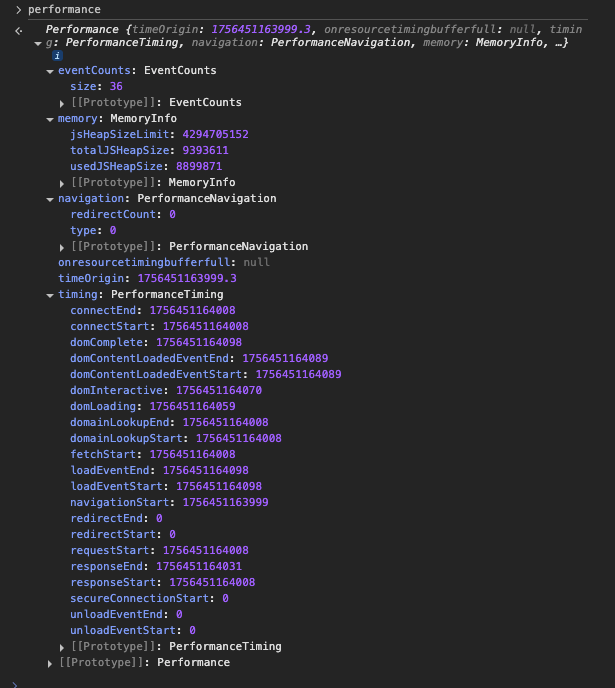 performance
Performance {timeOrigin: 1756451163999.3, onresourcetimingbufferfull: null, timin
g: PerformanceTiming, navigation: PerformanceNavigation, memory: MemoryInfo, …}
i
eventCounts: EventCounts
size: 36
[[Prototype]]: EventCounts
memory: MemoryInfo
jsHeapSizeLimit: 4294705152
totalJSHeapSize: 9393611
usedJSHeapSize: 8899871
[[Prototype]]: MemoryInfo
navigation: PerformanceNavigation
redirectCount: 0
type: 0
[[Prototype]]: PerformanceNavigation
onresourcetimingbufferfull: null
timeOrigin: 1756451163999.3
timing: PerformanceTiming
connectEnd: 1756451164008
connectStart: 1756451164008
domComplete: 1756451164098
domContentLoadedEventEnd: 1756451164089
domContentLoadedEventStart: 1756451164089
domInteractive: 1756451164070
domLoading: 1756451164059
domainLookupEnd: 1756451164008
domainLookupStart: 1756451164008
fetchStart: 1756451164008
loadEventEnd: 1756451164098
loadEventStart: 1756451164098
navigationStart: 1756451163999
redirectEnd: 0
redirectStart: 0
requestStart: 1756451164008
responseEnd: 1756451164031
responseStart: 1756451164008
secureConnectionStart: 0
unloadEventEnd: 0
unloadEventStart: 0
[[Prototype]]: PerformanceTiming
[[Prototype]]: Performance